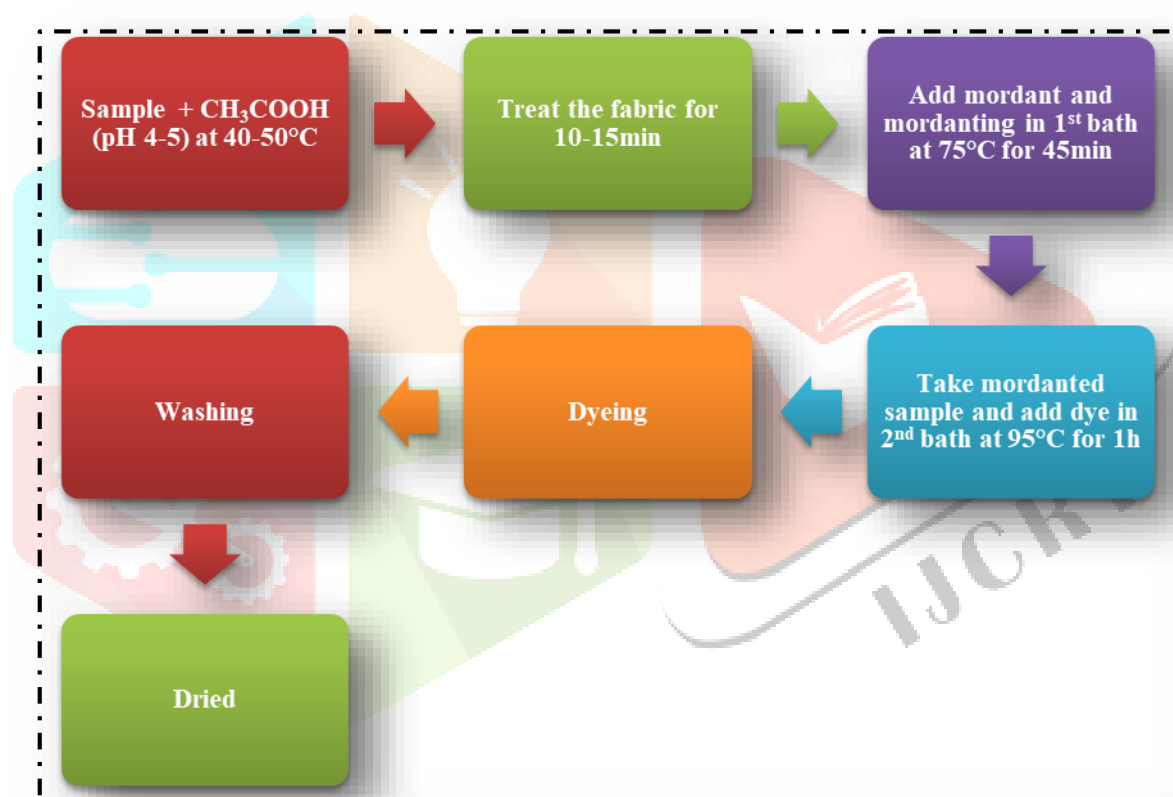 Sample + CH₃COOH
(pH 4-5) at 40-50°C
Treat the fabric for
10-15min
Add mordant and
mordanting in 1ˢᵗ bath
at 75°C for 45min
Take mordanted
sample and add dye in
2ⁿᵈ bath at 95°C for 1h
Dyeing
Washing
Dried
IJCR